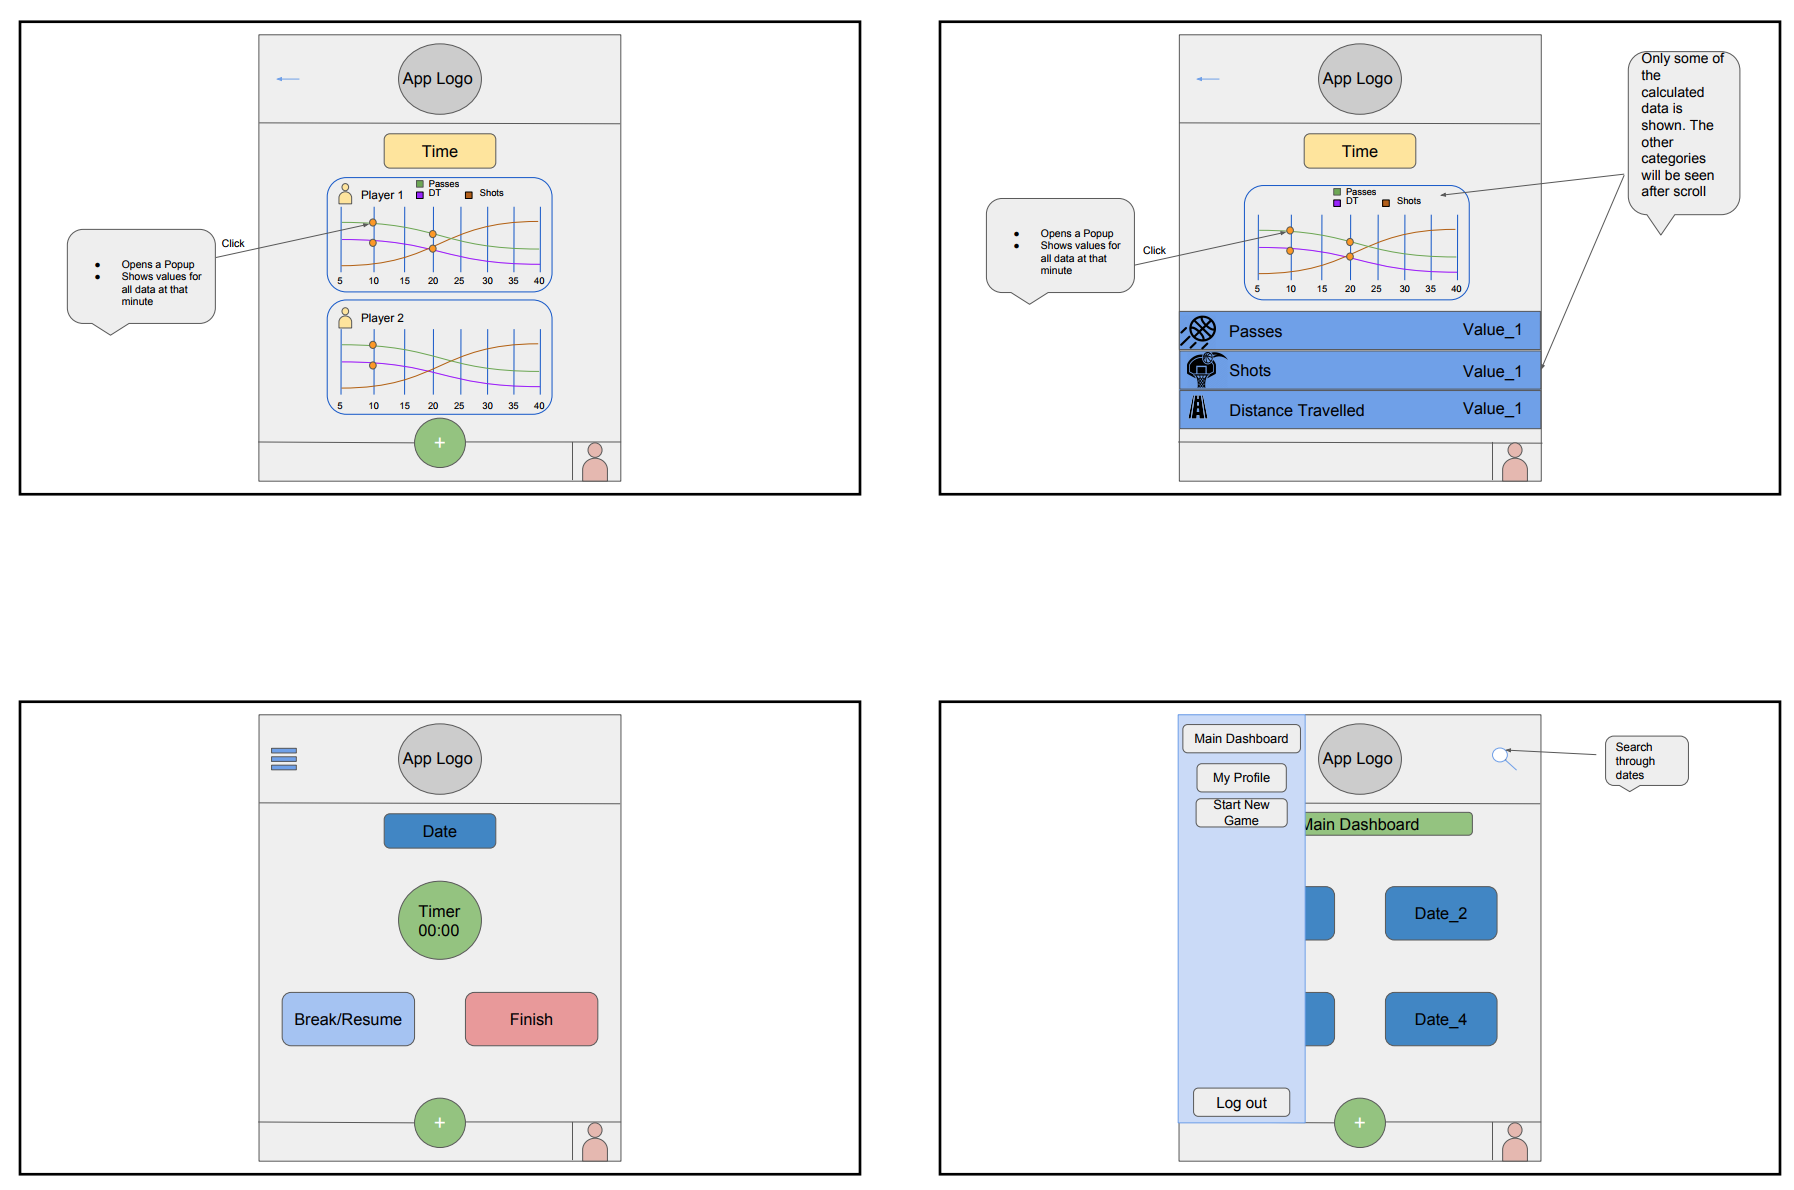 App Logo
Time
Player 1
Passes
DT
Shots
5 10 15 20 25 30 35 40
Click
● Opens a Popup
● Shows values for
all data at that
minute
Player 2
5 10 15 20 25 30 35 40
+
App Logo
Time
Passes
DT
Shots
5 10 15 20 25 30 35 40
Click
● Opens a Popup
● Shows values for
all data at that
minute
Only some of
the
calculated
data is
shown. The
other
categories
will be seen
after scroll
Passes Value_1
Shots Value_1
Distance Travelled Value_1
App Logo
Date
Timer
00:00
Break/Resume
Finish
+
Main Dashboard
My Profile
Start New
Game
Log out
App Logo
Search
through
dates
Main Dashboard
Date_2
Date_4
+